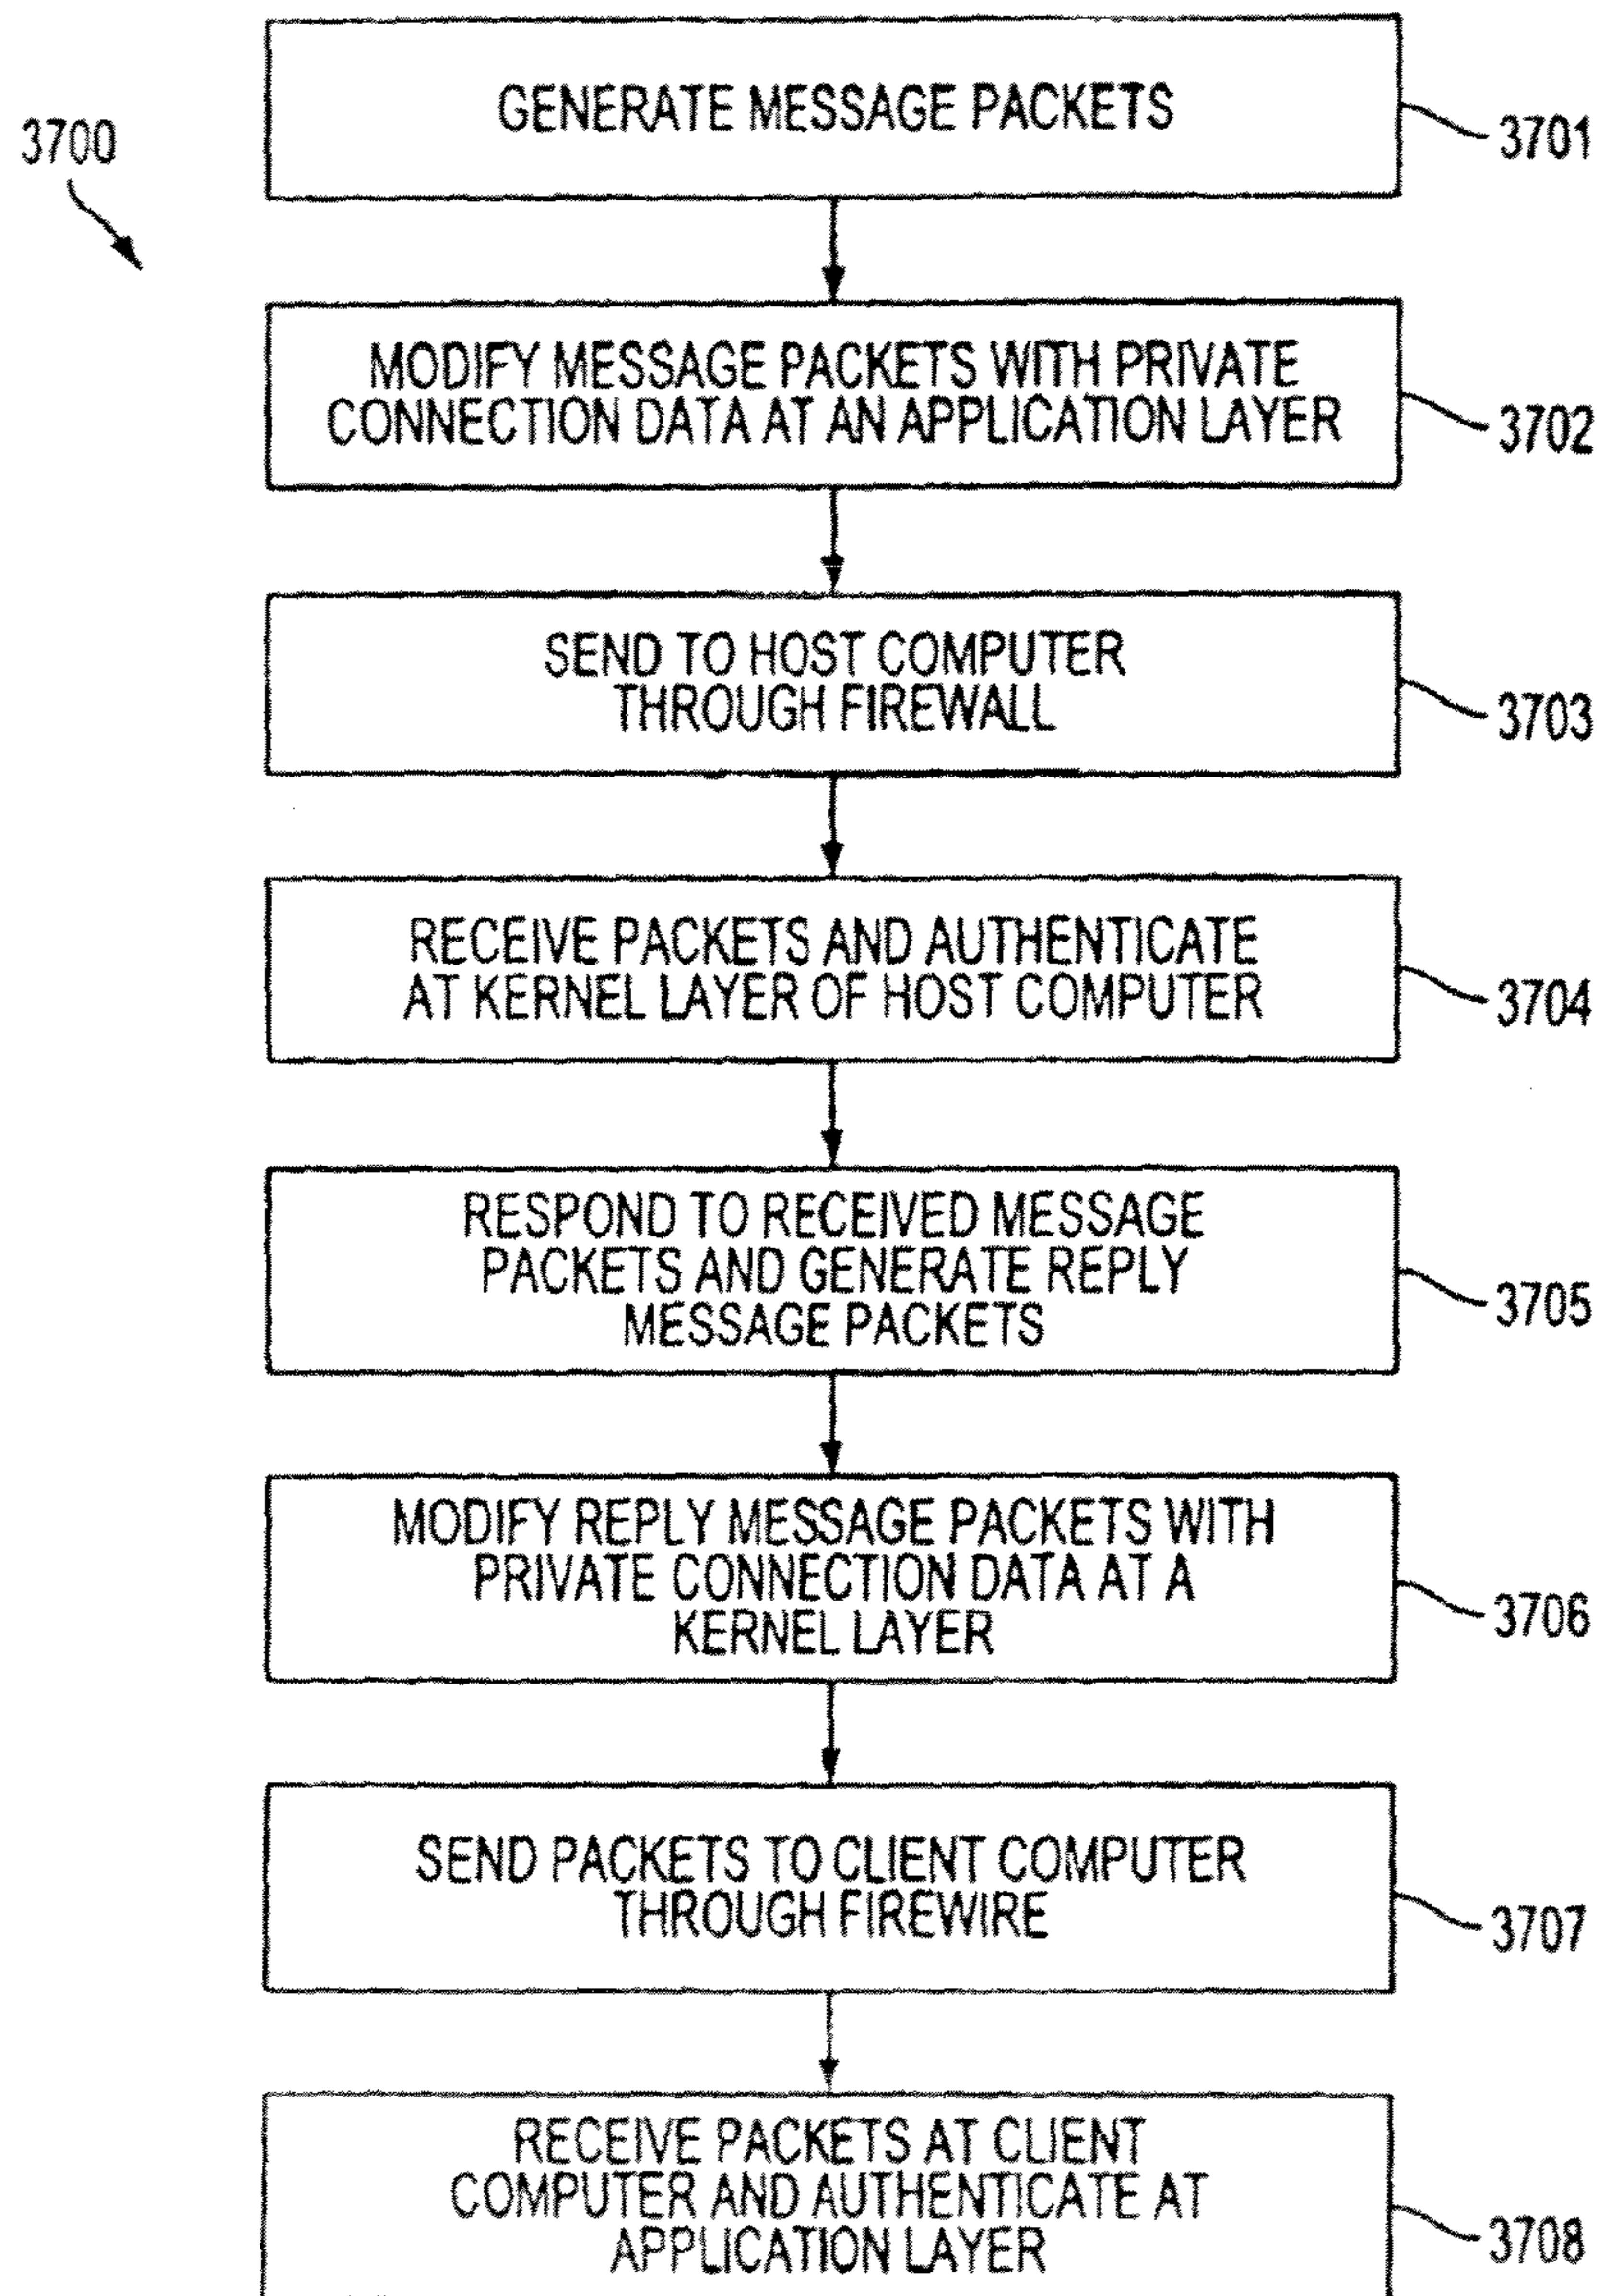 3700
GENERATE MESSAGE PACKETS
3701
MODIFY MESSAGE PACKETS WITH PRIVATE
CONNECTION DATA AT AN APPLICATION LAYER
3702
SEND TO HOST COMPUTER
THROUGH FIREWALL
3703
RECEIVE PACKETS AND AUTHENTICATE
AT KERNEL LAYER OF HOST COMPUTER
3704
RESPOND TO RECEIVED MESSAGE
PACKETS AND GENERATE REPLY
MESSAGE PACKETS
3705
MODIFY REPLY MESSAGE PACKETS WITH
PRIVATE CONNECTION DATA AT A
KERNEL LAYER
3706
SEND PACKETS TO CLIENT COMPUTER
THROUGH FIREWIRE
3707
RECEIVE PACKETS AT CLIENT
COMPUTER AND AUTHENTICATE AT
APPLICATION LAYER
3708